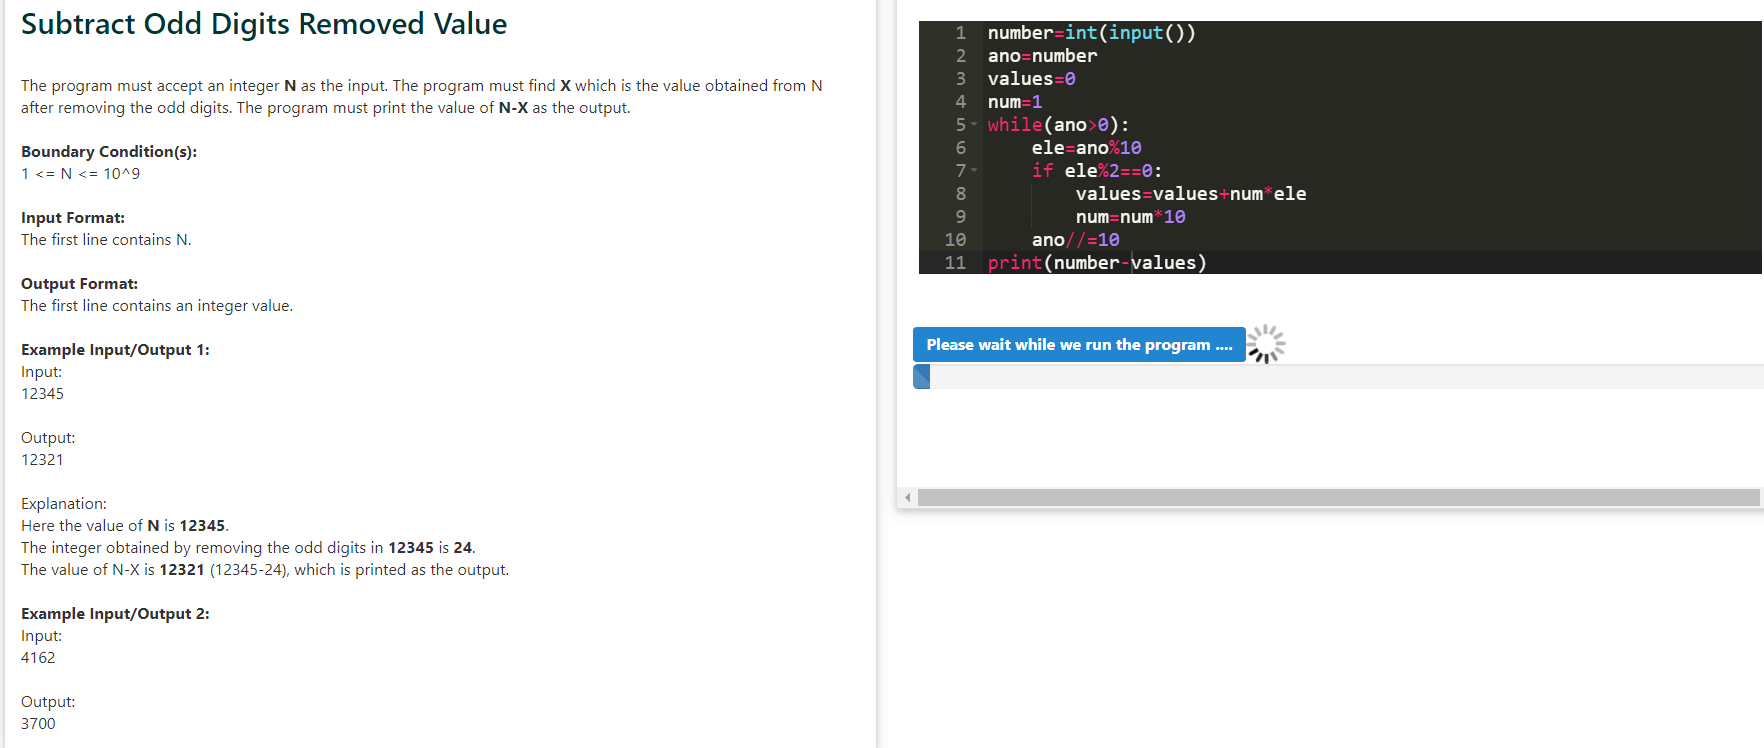 Subtract Odd Digits Removed Value
The program must accept an integer N as the input. The program must find X which is the value obtained from N
after removing the odd digits. The program must print the value of N-X as the output.
Boundary Condition(s):
1 <= N <= 10^9
Input Format:
The first line contains N.
Output Format:
The first line contains an integer value.
Example Input/Output 1:
Input:
12345
Output:
12321
Explanation:
Here the value of N is 12345.
The integer obtained by removing the odd digits in 12345 is 24.
The value of N-X is 12321 (12345-24), which is printed as the output.
Example Input/Output 2:
Input:
4162
Output:
3700
1 number=int(input())
2 ano=number
3 values=0
4 num=1
5 while(ano>0):
6     ele=ano%10
7     if ele%2==0:
8         values=values+num*ele
9         num=num*10
10     ano//=10
11 print(number-values)
Please wait while we run the program ....